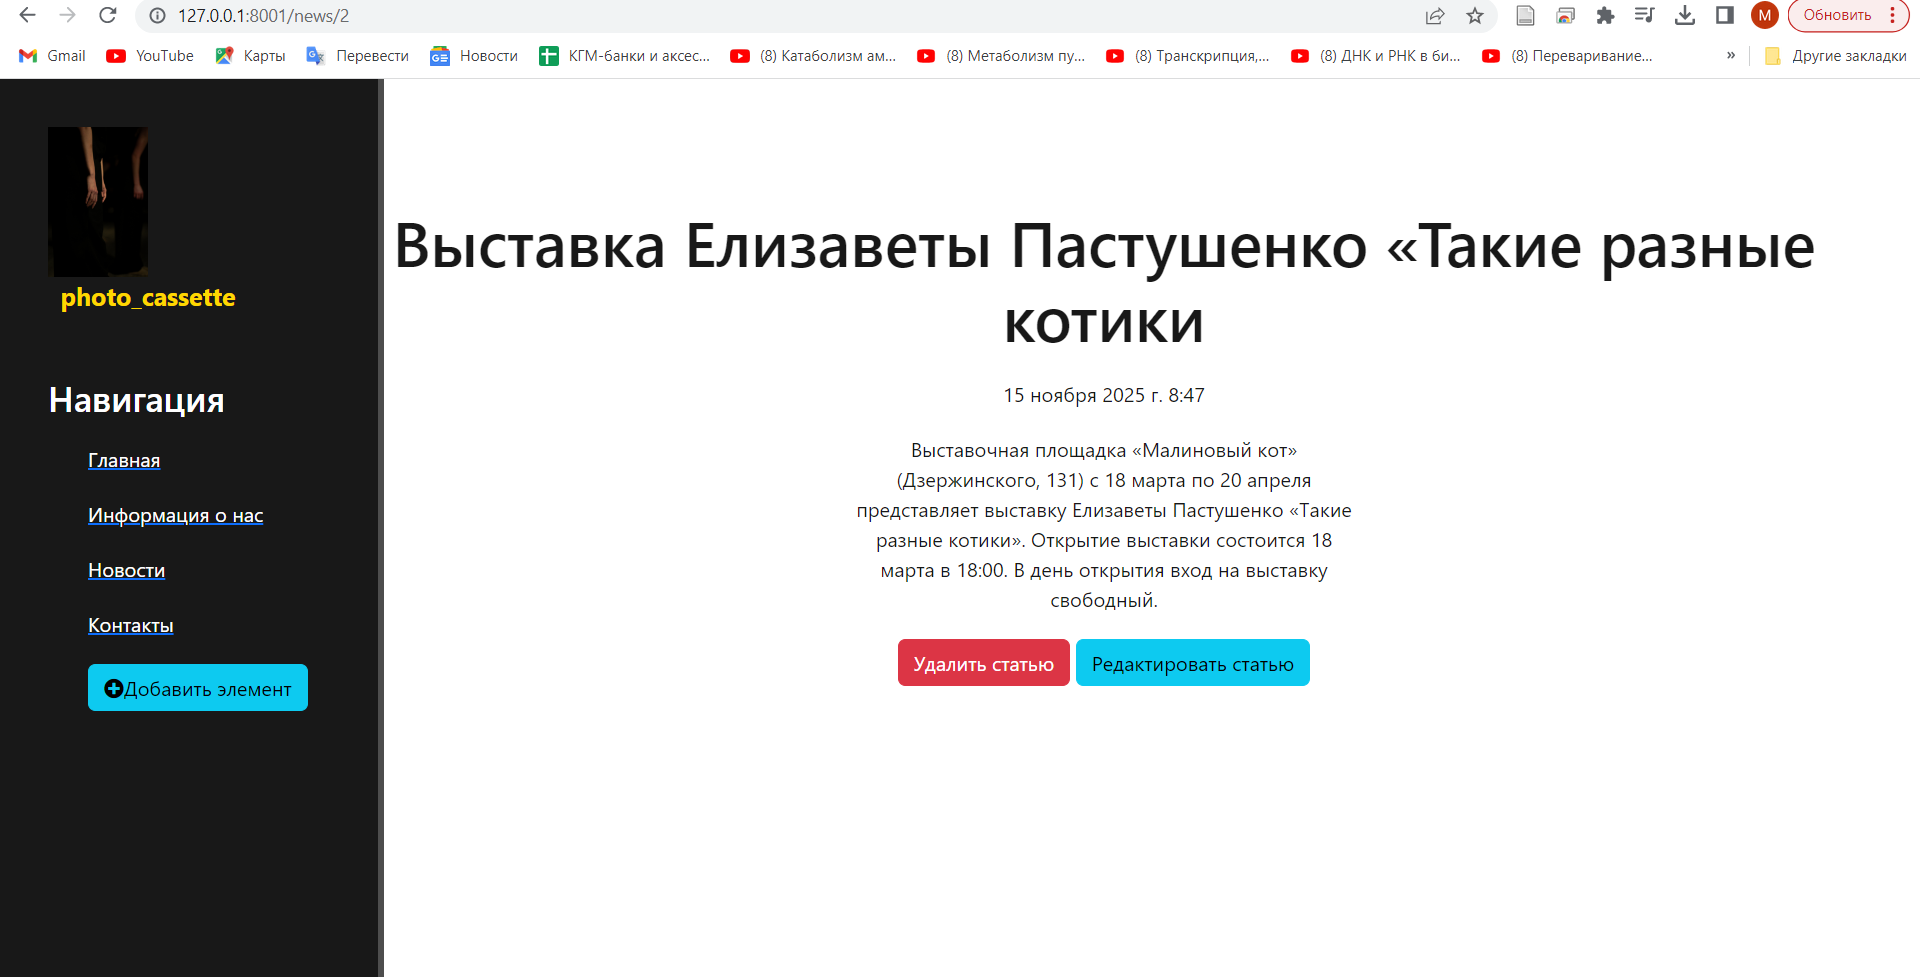 127.0.0.1:8001/news/2
M
Обновить
Gmail
YouTube
Карты
Перевести
Новости
КГМ-банки и аксес...
(8) Катаболизм ам...
(8) Метаболизм пу...
(8) Транскрипция,...
(8) ДНК и РНК в би...
(8) Переваривание...
»
Другие закладки
photo_cassette
Навигация
Главная
Информация о нас
Новости
Контакты
Добавить элемент
Выставка Елизаветы Пастушенко «Такие разные
котики
15 ноября 2025 г. 8:47
Выставочная площадка «Малиновый кот»
(Дзержинского, 131) с 18 марта по 20 апреля
представляет выставку Елизаветы Пастушенко «Такие
разные котики». Открытие выставки состоится 18
марта в 18:00. В день открытия вход на выставку
свободный.
Удалить статью
Редактировать статью